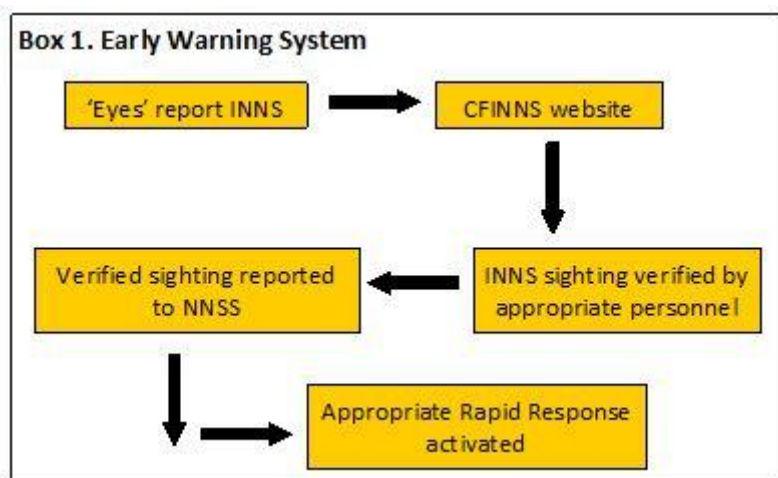 Box 1. Early Warning System
‘Eyes’ report INNS
CFINNS website
INNS sighting verified by
appropriate personnel
Verified sighting reported
to NNSS
Appropriate Rapid Response
activated